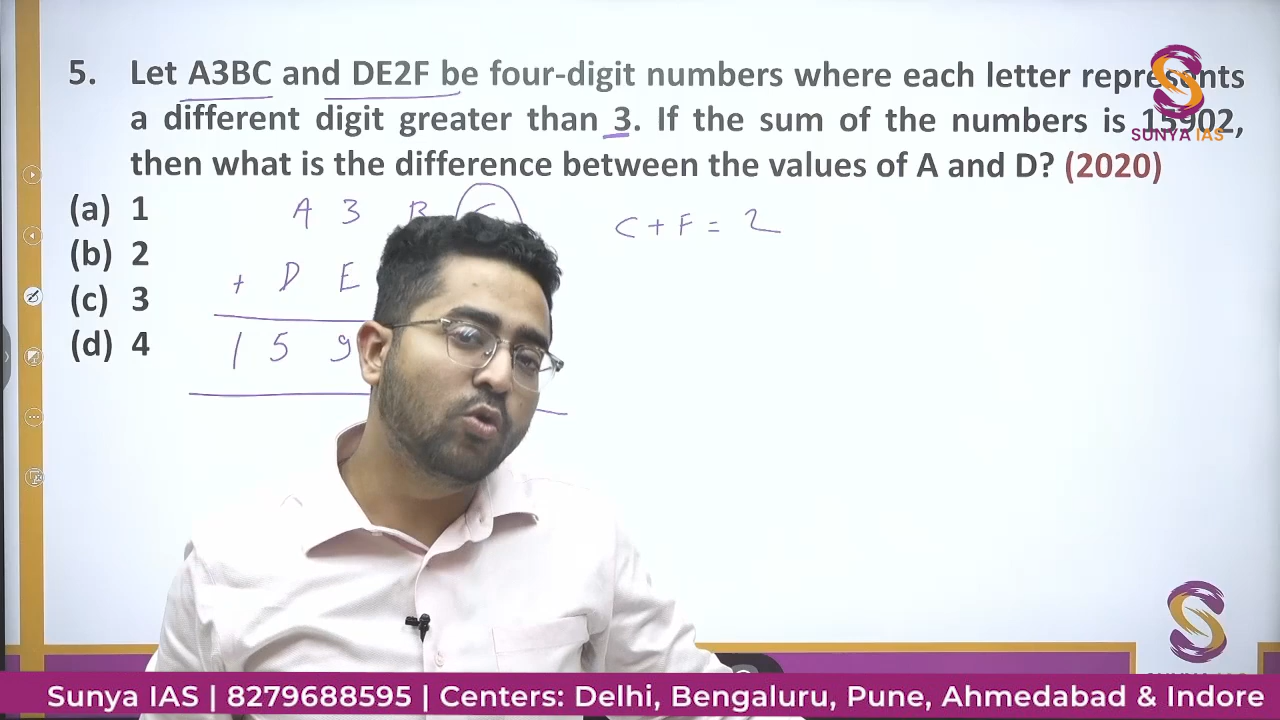 5. Let A3BC and DE2F be four-digit numbers where each letter represents
a different digit greater than 3. If the sum of the numbers is 15902,
then what is the difference between the values of A and D? (2020)
SUNYA IAS
(a) 1
(b) 2
(c) 3
(d) 4
A 3 B C
+ D E
1 5 9
C + F = 2
Sunya IAS | 8279688595 | Centers: Delhi, Bengaluru, Pune, Ahmedabad & Indore